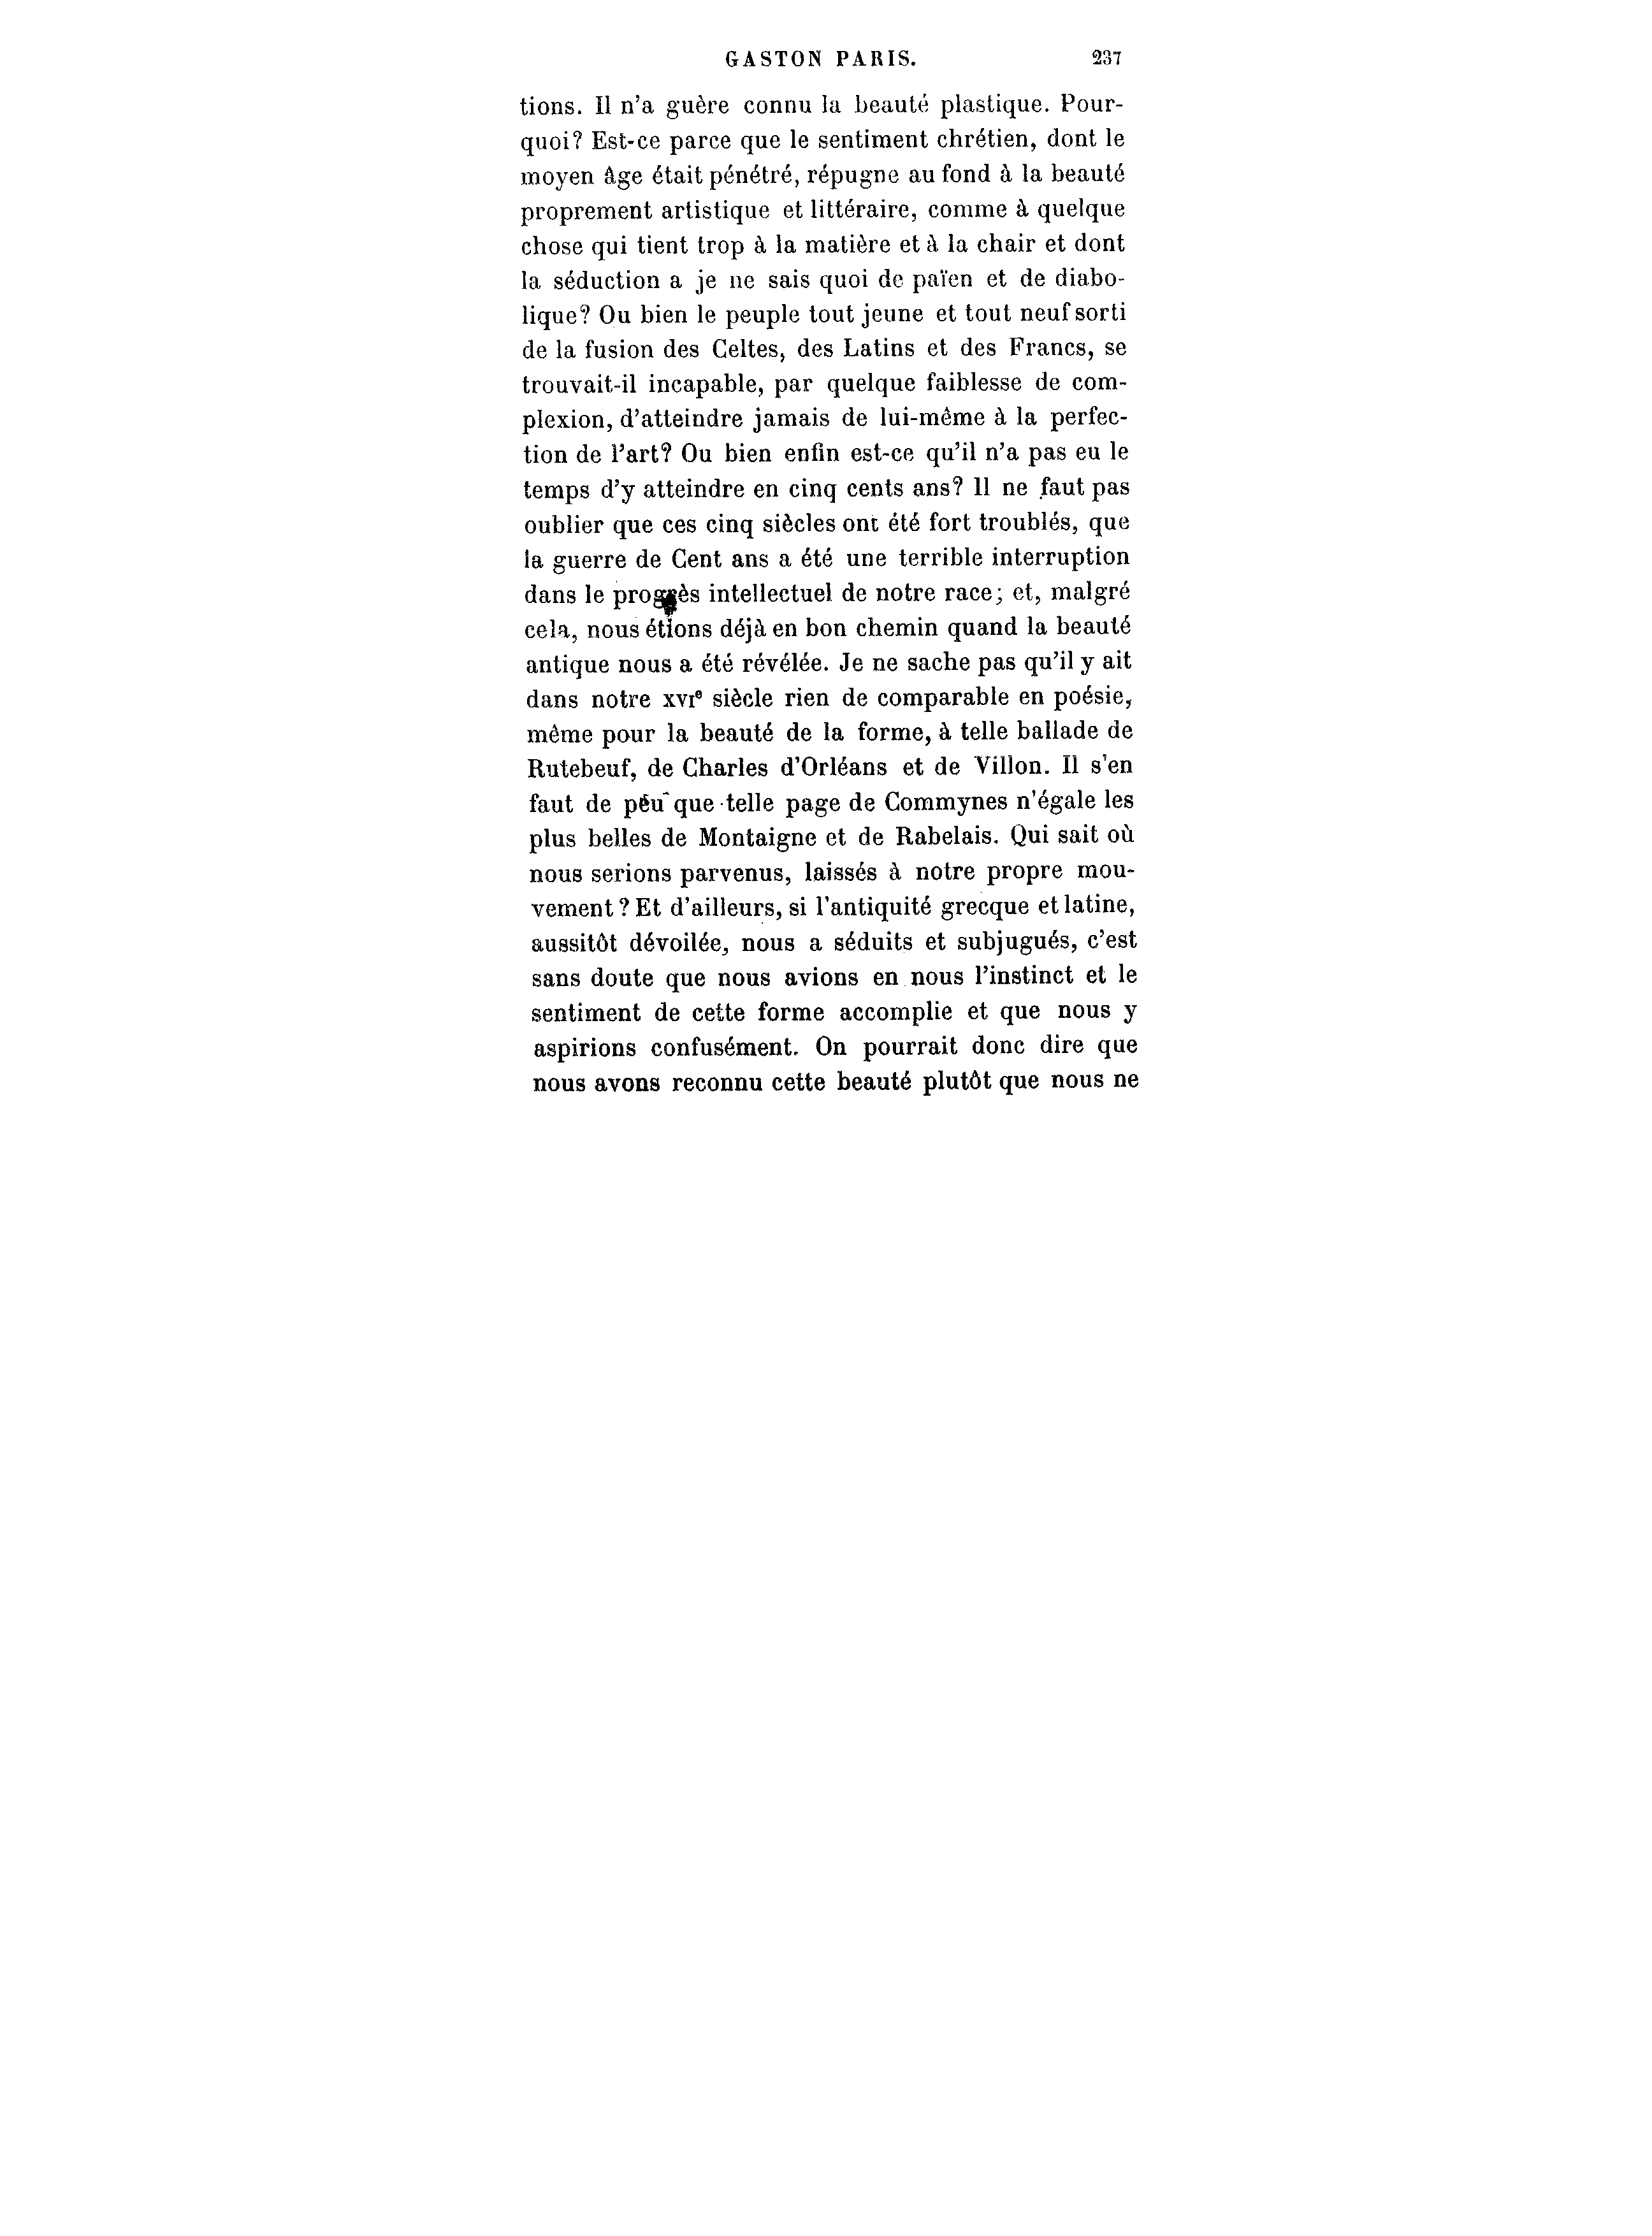 GASTON PARIS. 237
tions. Il n'a guère connu la beauté plastique. Pour-
quoi? Est-ce parce que le sentiment chrétien, dont le
moyen âge était pénétré, répugne au fond à la beauté
proprement artistique et littéraire, comme à quelque
chose qui tient trop à la matière et à la chair et dont
la séduction a je ne sais quoi de païen et de diabo-
lique? Ou bien le peuple tout jeune et tout neuf sorti
de la fusion des Celtes, des Latins et des Francs, se
trouvait-il incapable, par quelque faiblesse de com-
plexion, d'atteindre jamais de lui-même à la perfec-
tion de l'art? Ou bien enfin est-ce qu'il n'a pas eu le
temps d'y atteindre en cinq cents ans? Il ne faut pas
oublier que ces cinq siècles ont été fort troublés, que
la guerre de Cent ans a été une terrible interruption
dans le progrès intellectuel de notre race; et, malgré
cela, nous étions déjà en bon chemin quand la beauté
antique nous a été révélée. Je ne sache pas qu'il y ait
dans notre XVIe siècle rien de comparable en poésie,
même pour la beauté de la forme, à telle ballade de
Rutebeuf, de Charles d'Orléans et de Villon. Il s'en
faut de peu que telle page de Commynes n'égale les
plus belles de Montaigne et de Rabelais. Qui sait où
nous serions parvenus, laissés à notre propre mou-
vement? Et d'ailleurs, si l'antiquité grecque et latine,
aussitôt dévoilée, nous a séduits et subjugués, c'est
sans doute que nous avions en nous l'instinct et le
sentiment de cette forme accomplie et que nous y
aspirions confusément. On pourrait donc dire que
nous avons reconnu cette beauté plutôt que nous ne